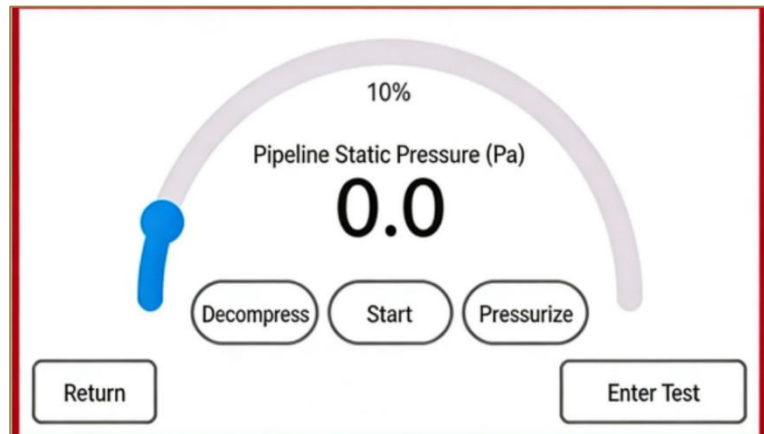 10%
Pipeline Static Pressure (Pa)
0.0
Decompress Start Pressurize
Return Enter Test